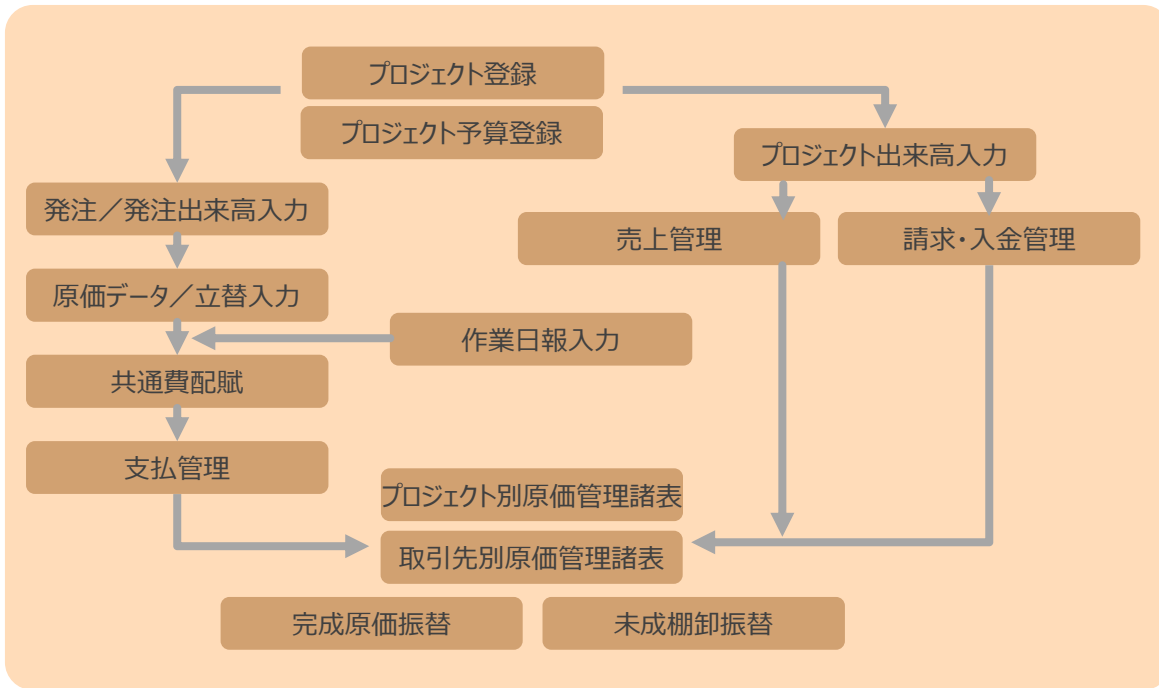 プロジェクト登録
プロジェクト予算登録
プロジェクト出来高入力
発注／発注出来高入力
売上管理
請求・入金管理
原価データ／立替入力
作業日報入力
共通費配賦
支払管理
プロジェクト別原価管理諸表
取引先別原価管理諸表
完成原価振替
未成棚卸振替